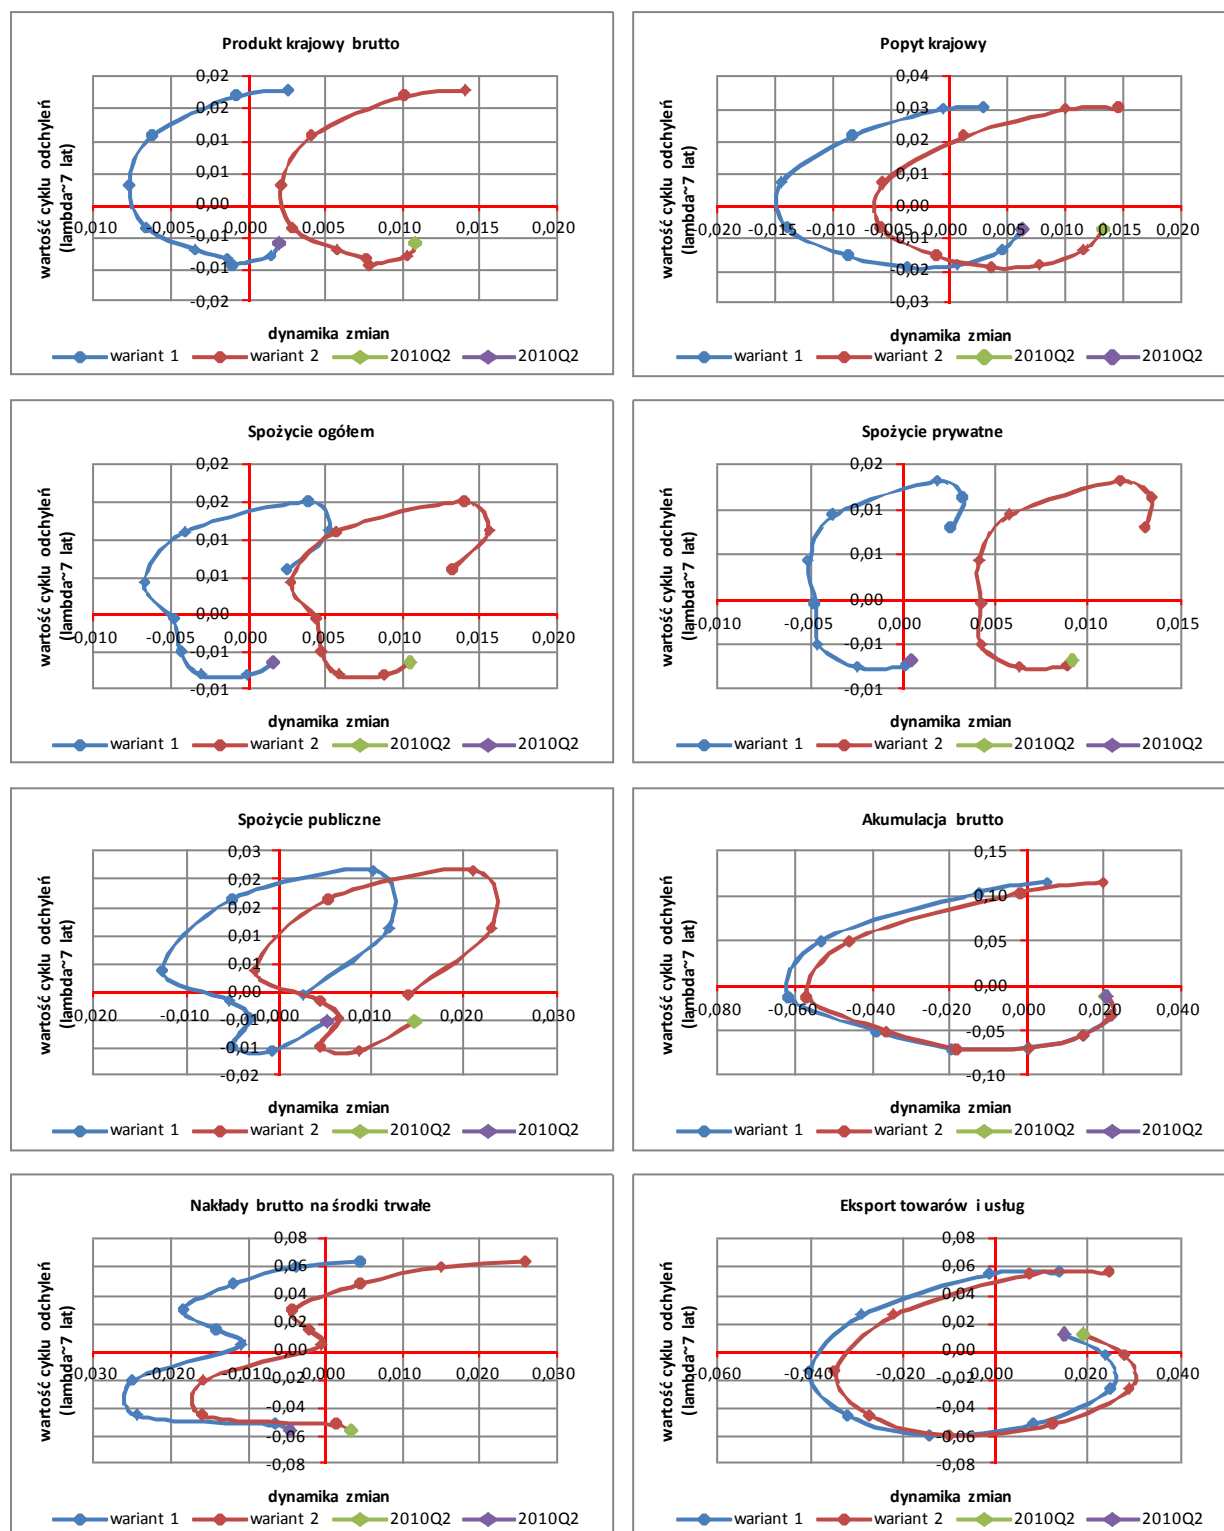 Produkt krajowy brutto
wartość cyklu odchyleń
(lambda~7 lat)
0,02
0,02
0,01
0,01
0,00
-0,01
-0,01
-0,02
-0,010 -0,005 0,000 0,005 0,010 0,015 0,020
dynamika zmian
wariant 1 wariant 2 2010Q2 2010Q2
Popyt krajowy
wartość cyklu odchyleń
(lambda~7 lat)
0,04
0,03
0,02
0,01
0,00
-0,01
-0,02
-0,03
-0,020 -0,015 -0,010 -0,005 0,000 0,005 0,010 0,015 0,020
dynamika zmian
wariant 1 wariant 2 2010Q2 2010Q2
Spożycie ogółem
wartość cyklu odchyleń
(lambda~7 lat)
0,02
0,02
0,01
0,01
0,00
-0,01
-0,01
-0,010 -0,005 0,000 0,005 0,010 0,015 0,020
dynamika zmian
wariant 1 wariant 2 2010Q2 2010Q2
Spożycie prywatne
wartość cyklu odchyleń
(lambda~7 lat)
0,02
0,01
0,01
0,00
-0,01
-0,01
-0,010 -0,005 0,000 0,005 0,010 0,015
dynamika zmian
wariant 1 wariant 2 2010Q2 2010Q2
Spożycie publiczne
wartość cyklu odchyleń
(lambda~7 lat)
0,03
0,02
0,02
0,01
0,01
0,00
-0,01
-0,01
-0,02
-0,020 -0,010 0,000 0,010 0,020 0,030
dynamika zmian
wariant 1 wariant 2 2010Q2 2010Q2
Akumulacja brutto
wartość cyklu odchyleń
(lambda~7 lat)
0,15
0,10
0,05
0,00
-0,05
-0,10
-0,080 -0,060 -0,040 -0,020 0,000 0,020 0,040
dynamika zmian
wariant 1 wariant 2 2010Q2 2010Q2
Nakłady brutto na środki trwałe
wartość cyklu odchyleń
(lambda~7 lat)
0,08
0,06
0,04
0,02
0,00
-0,02
-0,04
-0,06
-0,08
-0,030 -0,020 -0,010 0,000 0,010 0,020 0,030
dynamika zmian
wariant 1 wariant 2 2010Q2 2010Q2
Eksport towarów i usług
wartość cyklu odchyleń
(lambda~7 lat)
0,08
0,06
0,04
0,02
0,00
-0,02
-0,04
-0,06
-0,08
-0,060 -0,040 -0,020 0,000 0,020 0,040
dynamika zmian
wariant 1 wariant 2 2010Q2 2010Q2